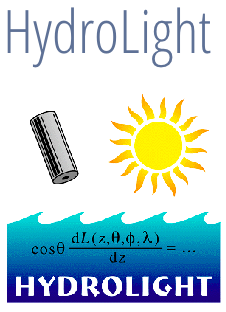 HydroLight
cosθ dL(z,θ,ϕ,λ)/dz = ...
HYDROLIGHT